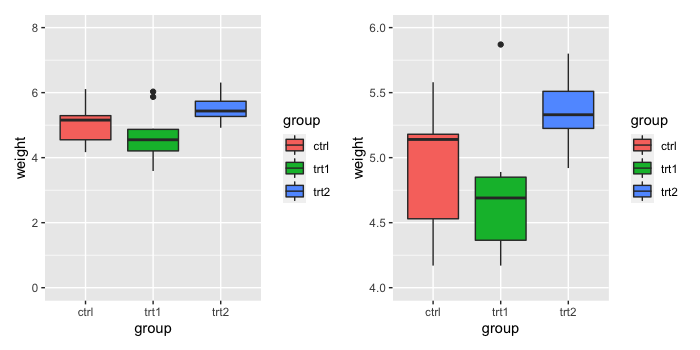 8
6
4
2
0
weight
ctrl trt1 trt2
group
group
ctrl
trt1
trt2
6.0
5.5
5.0
4.5
4.0
weight
ctrl trt1 trt2
group
group
ctrl
trt1
trt2